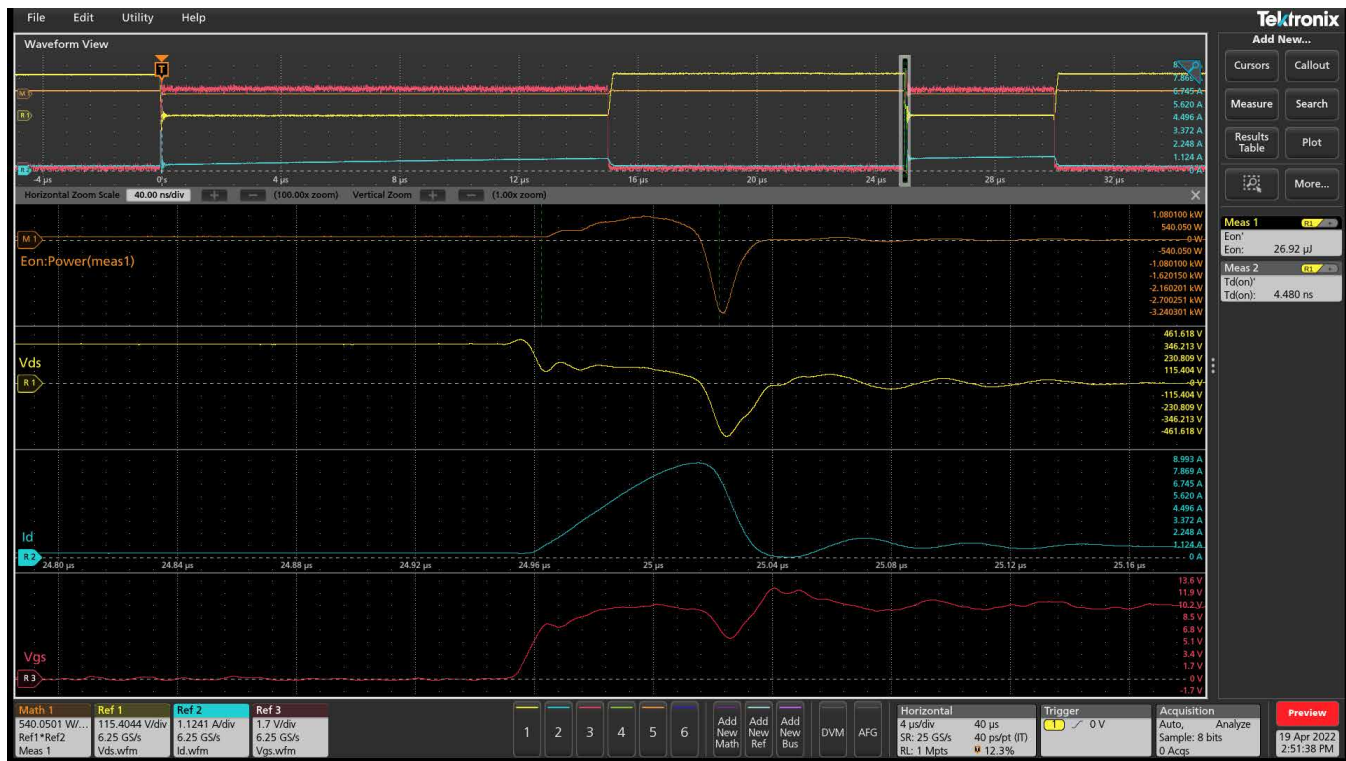 File Edit Utility Help
Tektronix
Waveform View
Add New...
Cursors Callout
Measure Search
Results Table Plot
More...
T
M 1
R 1
R 2
7.869
6.745 A
5.620 A
4.496 A
3.372 A
2.248 A
1.124 A
0 A
-4 µs 0 s 4 µs 8 µs 12 µs 16 µs 20 µs 24 µs 28 µs 32 µs
Horizontal Zoom Scale 40.00 ns/div + − (100.00x zoom) Vertical Zoom + − (1.00x zoom)
Meas 1 R1
Eon'
Eon: 26.92 µJ
Meas 2 R1
Td(on)'
Td(on): 4.480 ns
M 1
Eon:Power(meas1)
1.080100 kW
540.050 W
0 W
-540.050 W
-1.080100 kW
-1.620150 kW
-2.160201 kW
-2.700251 kW
-3.240301 kW
Vds
R 1
461.618 V
346.213 V
230.809 V
115.404 V
0 V
-115.404 V
-230.809 V
-346.213 V
-461.618 V
Id
R 2
8.993 A
7.869 A
6.745 A
5.620 A
4.496 A
3.372 A
2.248 A
1.124 A
0 A
24.80 µs 24.84 µs 24.88 µs 24.92 µs 24.96 µs 25 µs 25.04 µs 25.08 µs 25.12 µs 25.16 µs
Vgs
R 3
13.6 V
11.9 V
10.2 V
8.5 V
6.8 V
5.1 V
3.4 V
1.7 V
0 V
-1.7 V
Math 1
540.0501 W/...
Ref1*Ref2
Meas 1
Ref 1
115.4044 V/div
6.25 GS/s
Vds.wfm
Ref 2
1.1241 A/div
6.25 GS/s
Id.wfm
Ref 3
1.7 V/div
6.25 GS/s
Vgs.wfm
1 2 3 4 5 6
Add New Math
Add New Ref
Add New Bus
DVM
AFG
Horizontal
4 µs/div 40 µs
SR: 25 GS/s 40 ps/pt (IT)
RL: 1 Mpts 12.3%
Trigger
1 0 V
Acquisition
Auto, Analyze
Sample: 8 bits
0 Acqs
Preview
19 Apr 2022
2:51:38 PM